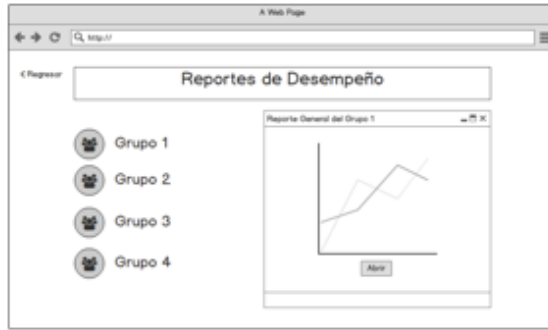 A Web Page
http://
< Regresar
Reportes de Desempeño
Reporte General del Grupo 1
Grupo 1
Grupo 2
Grupo 3
Grupo 4
Abrir